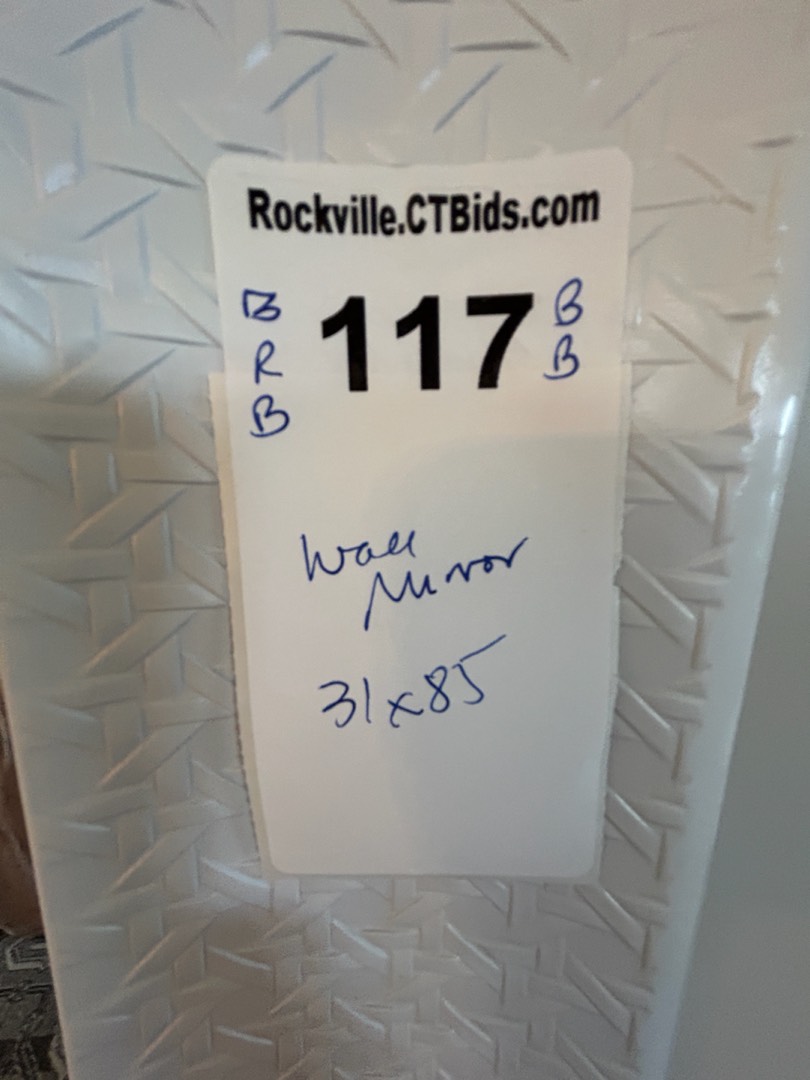 Rockville.CTBids.com
B 117 B
R B
B
Wall
Mirror
31x85